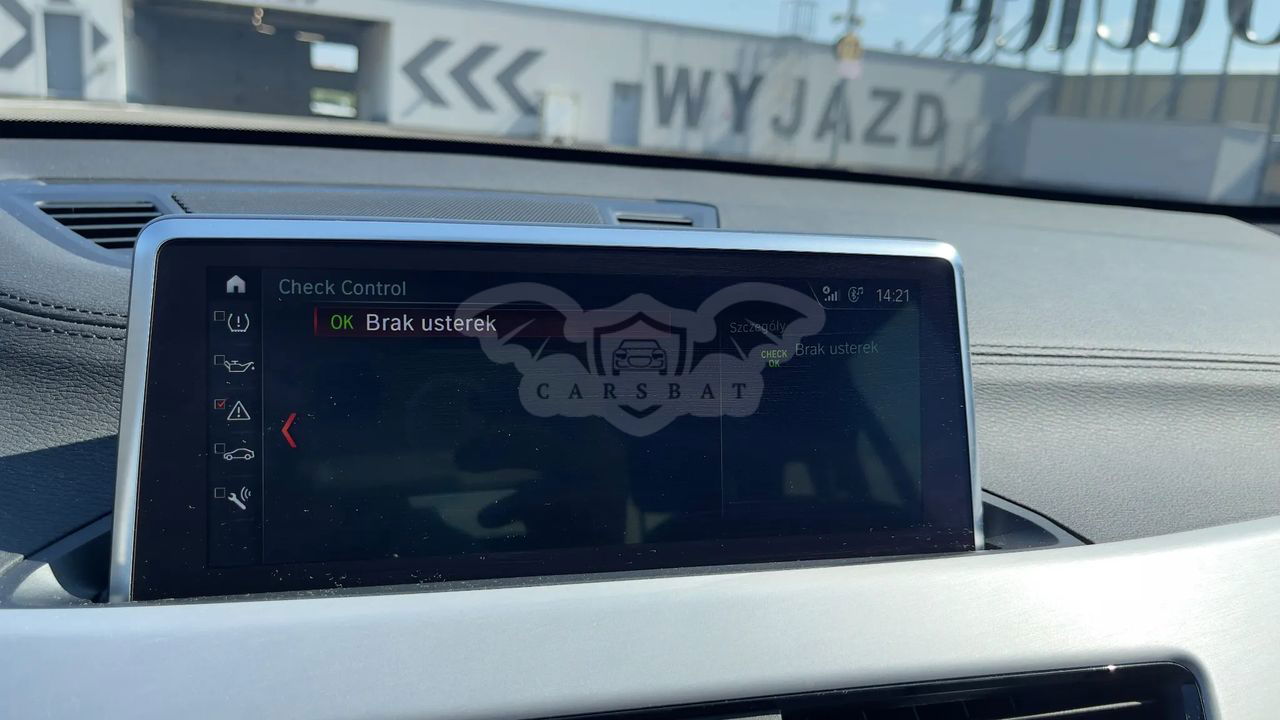 WYJAZD
Check Control
14:21
OK Brak usterek
Szczegóły
CHECK OK Brak usterek
CARSBAT